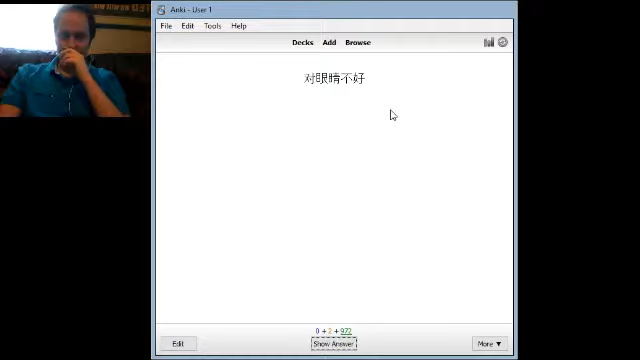 Anki - User 1
File Edit Tools Help
Decks Add Browse
对眼睛不好
0 + 2 + 972
Edit Show Answer More ▼